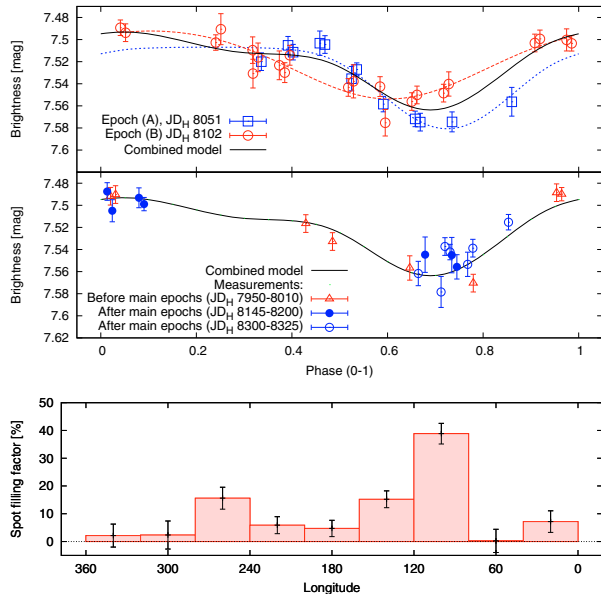 7.5
7.52
7.54
7.56
7.58
7.6
Brightness [mag]
Epoch (A), JD_H 8051
Epoch (B) JD_H 8102
Combined model
7.48
7.5
7.52
7.54
7.56
7.58
7.6
7.62
Brightness [mag]
Combined model
Measurements:
Before main epochs (JD_H 7950-8010)
After main epochs (JD_H 8145-8200)
After main epochs (JD_H 8300-8325)
0 0.2 0.4 0.6 0.8 1
Phase (0-1)
50
40
30
20
10
0
Spot filling factor [%]
360 300 240 180 120 60 0
Longitude